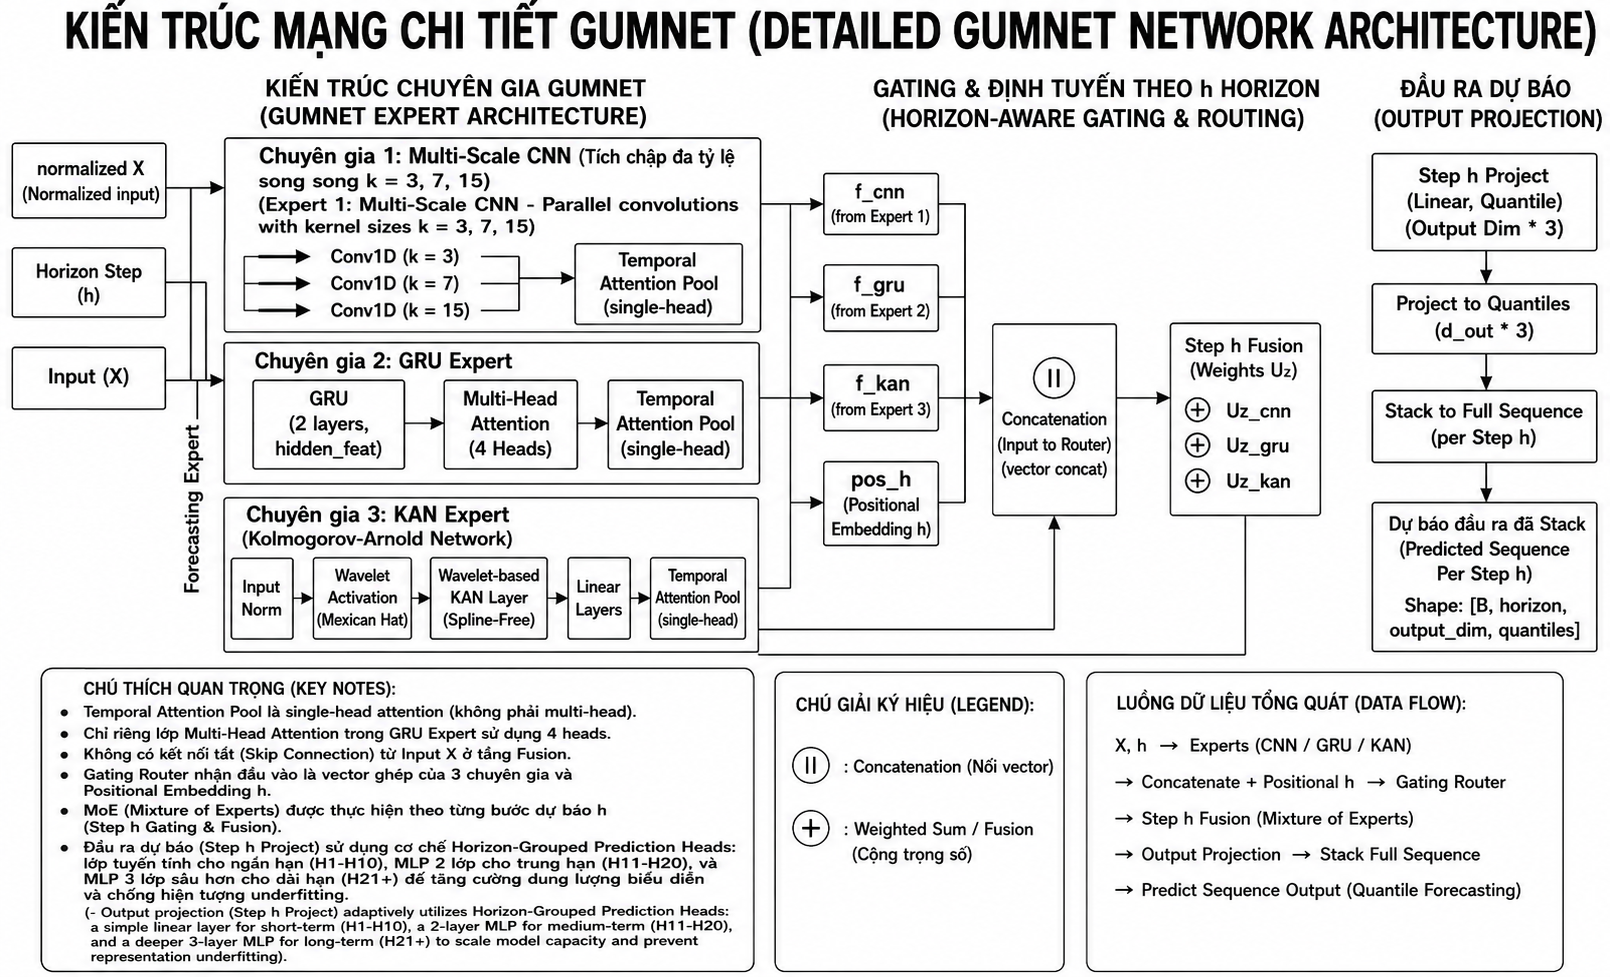 KIẾN TRÚC MẠNG CHI TIẾT GUMNET (DETAILED GUMNET NETWORK ARCHITECTURE)
KIẾN TRÚC CHUYÊN GIA GUMNET
(GUMNET EXPERT ARCHITECTURE)
GATING & ĐỊNH TUYẾN THEO h HORIZON
(HORIZON-AWARE GATING & ROUTING)
ĐẦU RA DỰ BÁO
(OUTPUT PROJECTION)
normalized X
(Normalized input)
Horizon Step
(h)
Input (X)
Forecasting Expert
Chuyên gia 1: Multi-Scale CNN (Tích chập đa tỷ lệ
song song k = 3, 7, 15)
(Expert 1: Multi-Scale CNN - Parallel convolutions
with kernel sizes k = 3, 7, 15)
Conv1D (k = 3)
Conv1D (k = 7)
Conv1D (k = 15)
Temporal
Attention Pool
(single-head)
Chuyên gia 2: GRU Expert
GRU
(2 layers,
hidden_feat)
Multi-Head
Attention
(4 Heads)
Temporal
Attention Pool
(single-head)
Chuyên gia 3: KAN Expert
(Kolmogorov-Arnold Network)
Input
Norm
Wavelet
Activation
(Mexican Hat)
Wavelet-based
KAN Layer
(Spline-Free)
Linear
Layers
Temporal
Attention Pool
(single-head)
f_cnn
(from Expert 1)
f_gru
(from Expert 2)
f_kan
(from Expert 3)
pos_h
(Positional
Embedding h)
Concatenation
(Input to Router)
(vector concat)
Step h Fusion
(Weights Uz)
+ Uz_cnn
+ Uz_gru
+ Uz_kan
Step h Project
(Linear, Quantile)
(Output Dim * 3)
Project to Quantiles
(d_out * 3)
Stack to Full Sequence
(per Step h)
Dự báo đầu ra đã Stack
(Predicted Sequence
Per Step h)
Shape: [B, horizon,
output_dim, quantiles]
CHÚ THÍCH QUAN TRỌNG (KEY NOTES):
• Temporal Attention Pool là single-head attention (không phải multi-head).
• Chỉ riêng lớp Multi-Head Attention trong GRU Expert sử dụng 4 heads.
• Không có kết nối tắt (Skip Connection) từ Input X ở tầng Fusion.
• Gating Router nhận đầu vào là vector ghép của 3 chuyên gia và
Positional Embedding h.
• MoE (Mixture of Experts) được thực hiện theo từng bước dự báo h
(Step h Gating & Fusion).
• Đầu ra dự báo (Step h Project) sử dụng cơ chế Horizon-Grouped Prediction Heads:
lớp tuyến tính cho ngắn hạn (H1-H10), MLP 2 lớp cho trung hạn (H11-H20), và
MLP 3 lớp sâu hơn cho dài hạn (H21+) để tăng cường dung lượng biểu diễn
và chống hiện tượng underfitting.
(- Output projection (Step h Project) adaptively utilizes Horizon-Grouped Prediction Heads:
a simple linear layer for short-term (H1-H10), a 2-layer MLP for medium-term (H11-H20),
and a deeper 3-layer MLP for long-term (H21+) to scale model capacity and prevent
representation underfitting).
CHÚ GIẢI KÝ HIỆU (LEGEND):
: Concatenation (Nối vector)
+ : Weighted Sum / Fusion
(Cộng trọng số)
LUỒNG DỮ LIỆU TỔNG QUÁT (DATA FLOW):
X, h → Experts (CNN / GRU / KAN)
→ Concatenate + Positional h → Gating Router
→ Step h Fusion (Mixture of Experts)
→ Output Projection → Stack Full Sequence
→ Predict Sequence Output (Quantile Forecasting)